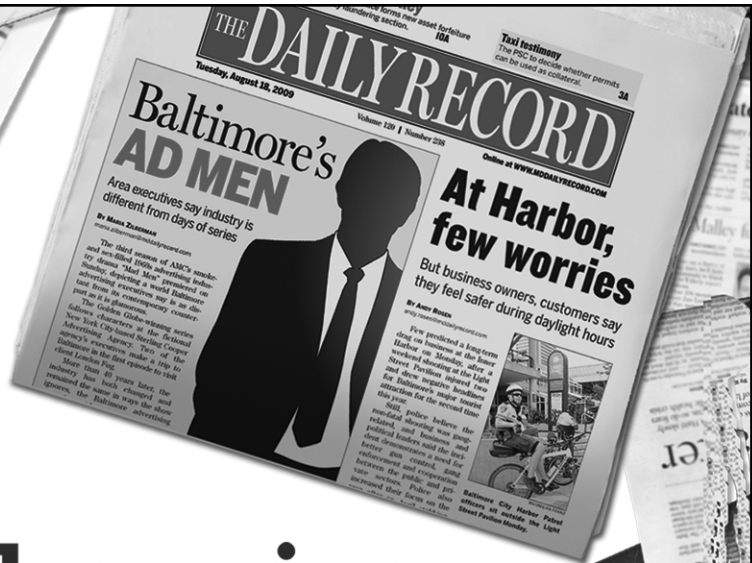 forms new asset forfeiture
laundering section.
10A
Taxi testimony
The PSC to decide whether permits
can be used as collateral.
3A
THE DAILY RECORD
Tuesday, August 18, 2009
Volume 120 | Number 238
Online at WWW.MDDAILYRECORD.COM
Baltimore's
AD MEN
Area executives say industry is
different from days of series
BY MARIA ZILBERMAN
maria.zilberman@mddailyrecord.com
The third season of AMC's smoke-
and sex-filled 1960s advertising indus-
try drama "Mad Men" premiered on
Sunday, depicting a world Baltimore
advertising executives say is as dis-
tant from its contemporary counter-
part as it is glamorous.
The Golden Globe-winning series
follows characters at the fictional
New York City-based Sterling Cooper
Advertising Agency. Two of the
agency's executives make a trip to
Baltimore in the first episode to visit
client London Fog.
More than 40 years later, the
industry has both changed and
remained the same in ways the show
ignores, the Baltimore advertising
At Harbor,
few worries
But business owners, customers say
they feel safer during daylight hours
BY ANDY ROSEN
andy.rosen@mddailyrecord.com
Few predicted a long-term
drag on business at the Inner
Harbor on Monday, after a
weekend shooting at the Light
Street Pavilion injured two
and drew negative headlines
for Baltimore's major tourist
attraction for the second time
this year.
Still, police believe the
non-fatal shooting was gang-
related, and business and
political leaders said the inci-
dent demonstrates a need for
better gun control, gang
enforcement and cooperation
between the public and pri-
vate sectors. Police also
increased their focus on the
Baltimore City Harbor Patrol
officers sit outside the Light
Street Pavilion Monday.